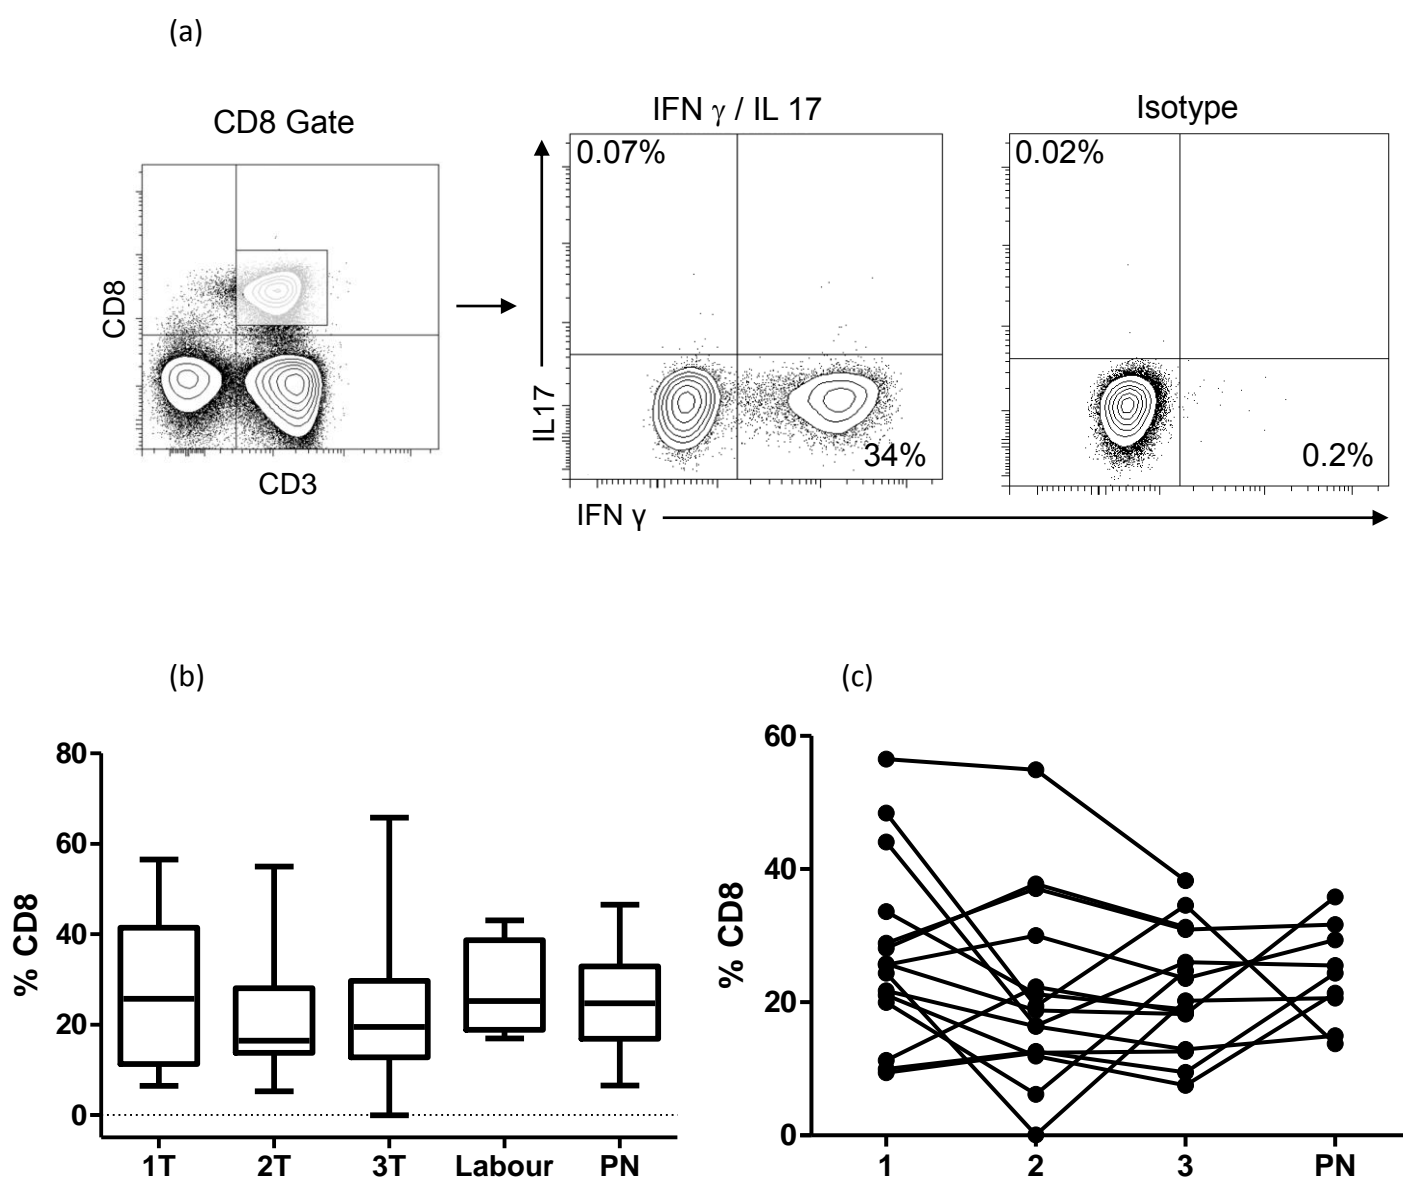 (a)
CD8 Gate
IFN γ / IL 17
Isotype
0.07%
0.02%
CD8
IL17
34%
0.2%
CD3
IFN γ
(b)
(c)
80
60
40
20
0
% CD8
1T 2T 3T Labour PN
60
40
20
0
% CD8
1 2 3 PN